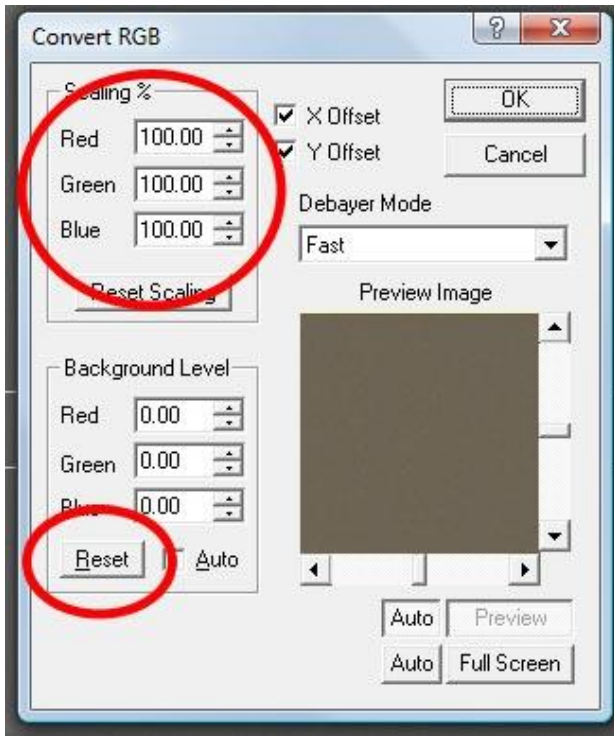 Convert RGB
Scaling %
Red 100.00
Green 100.00
Blue 100.00
Reset Scaling
X Offset
Y Offset
OK
Cancel
Debayer Mode
Fast
Preview Image
Background Level
Red 0.00
Green 0.00
Blue 0.00
Reset
Auto
Auto Preview
Auto Full Screen